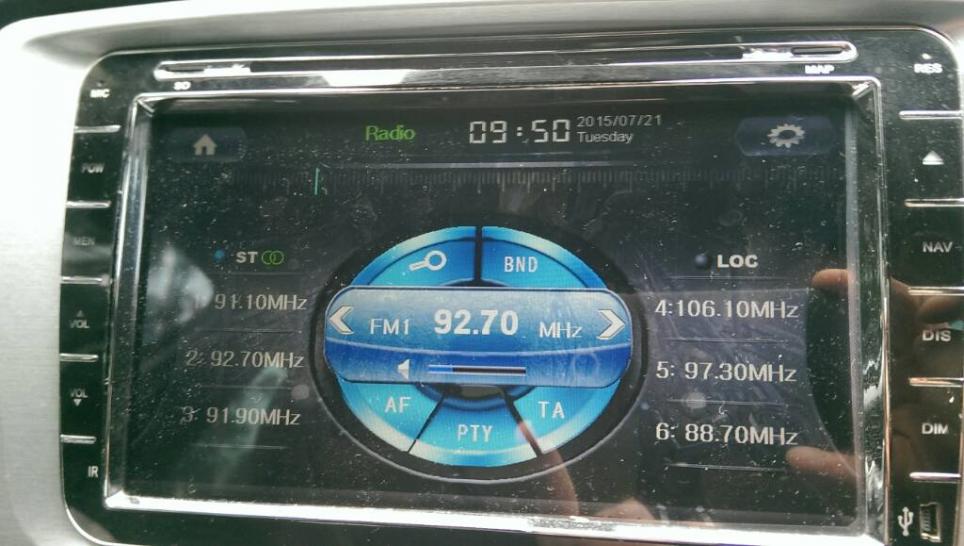 SD
MAP
MIC
RES
Radio
09:50
2015/07/21
Tuesday
POW
MEN
NAV
ST
LOC
BND
1: 91.10MHz
2: 92.70MHz
3: 91.90MHz
FM1 92.70 MHz
4:106.10MHz
5: 97.30MHz
6: 88.70MHz
VOL
VOL
DIS
DIM
AF
PTY
TA
IR